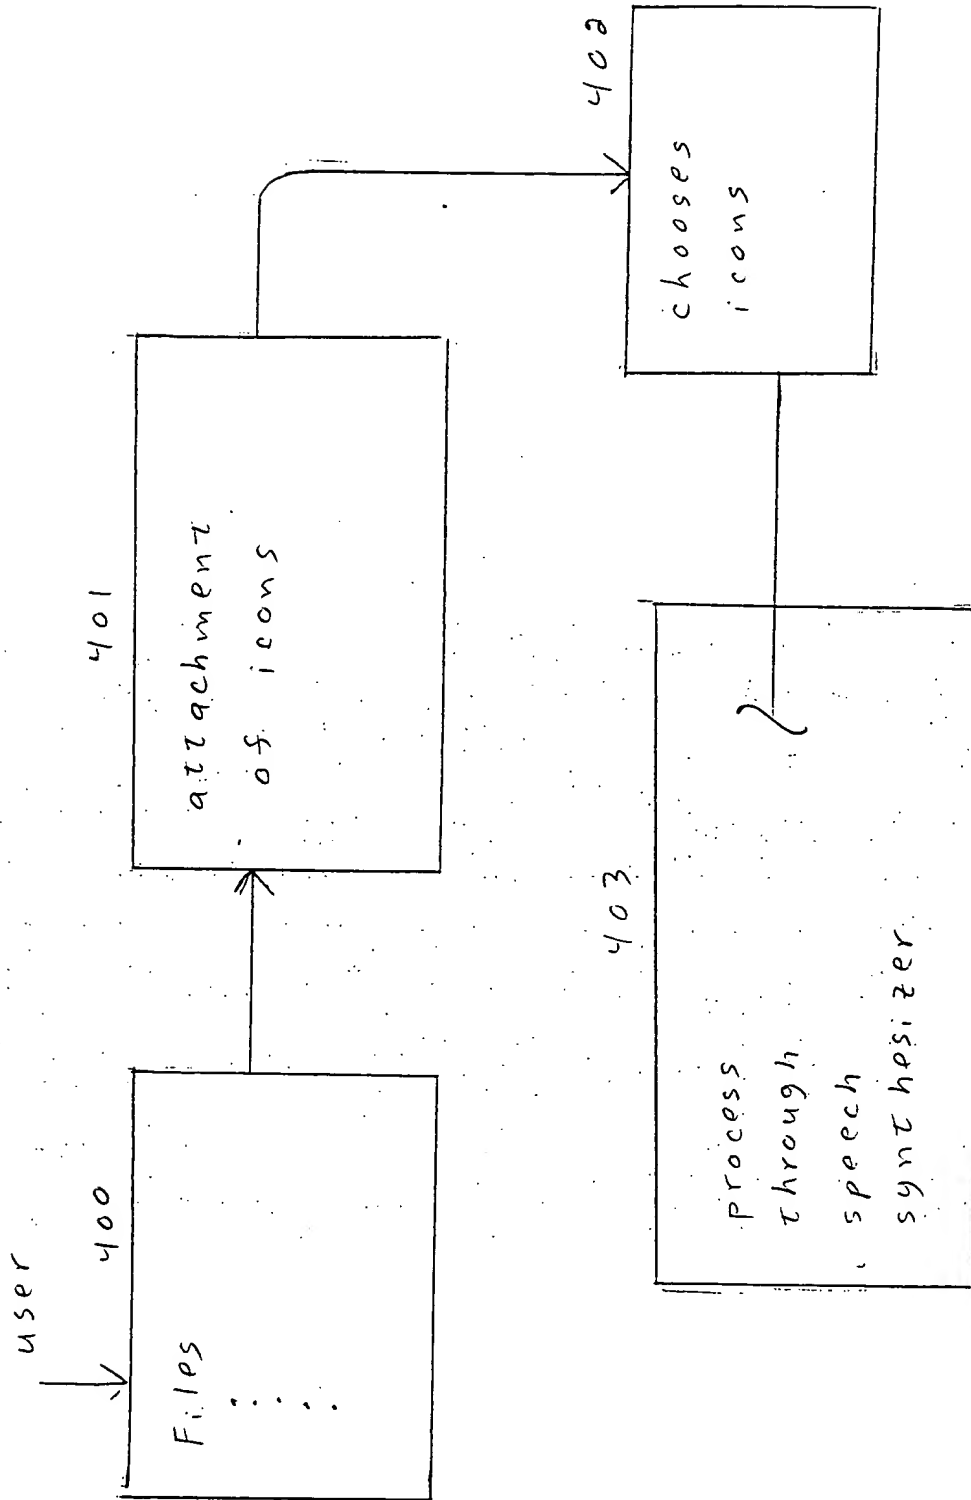 user
400
Files
401
attachment
of icons
402
chooses
icons
403
process
through
speech
synthesizer